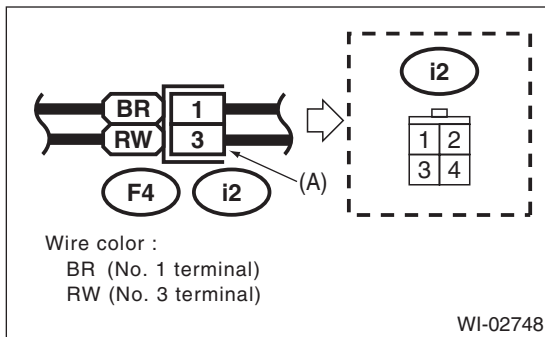 i2
BR 1
RW 3
1 2
3 4
(A)
F4 i2
Wire color :
BR (No. 1 terminal)
RW (No. 3 terminal)
WI-02748